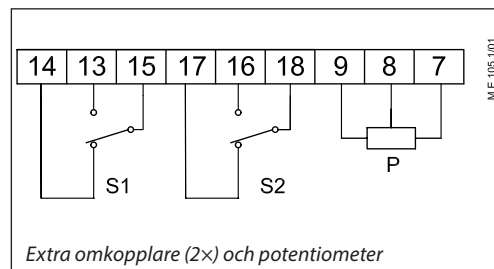 14 13 15 17 16 18 9 8 7
S1 S2 P
Extra omkopplare (2×) och potentiometer
M.E. 105.1/01